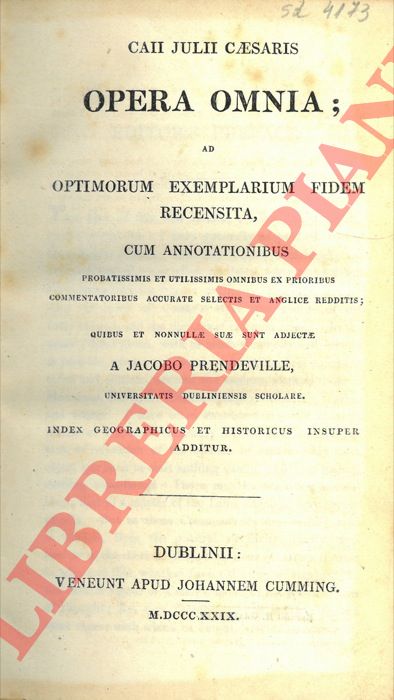 sd 4173
CAII JULII CÆSARIS
OPERA OMNIA;
AD
OPTIMORUM EXEMPLARIUM FIDEM
RECENSITA,
CUM ANNOTATIONIBUS
PROBATISSIMIS ET UTILISSIMIS OMNIBUS EX PRIORIBUS
COMMENTATORIBUS ACCURATE SELECTIS ET ANGLICE REDDITIS;
QUIBUS ET NONNULLÆ SUÆ SUNT ADJECTÆ
A JACOBO PRENDEVILLE,
UNIVERSITATIS DUBLINIENSIS SCHOLARE.
INDEX GEOGRAPHICUS ET HISTORICUS INSUPER
ADDITUR.
DUBLINII:
VENEUNT APUD JOHANNEM CUMMING.
M.DCCC.XXIX.
LIBRERIA PIANI